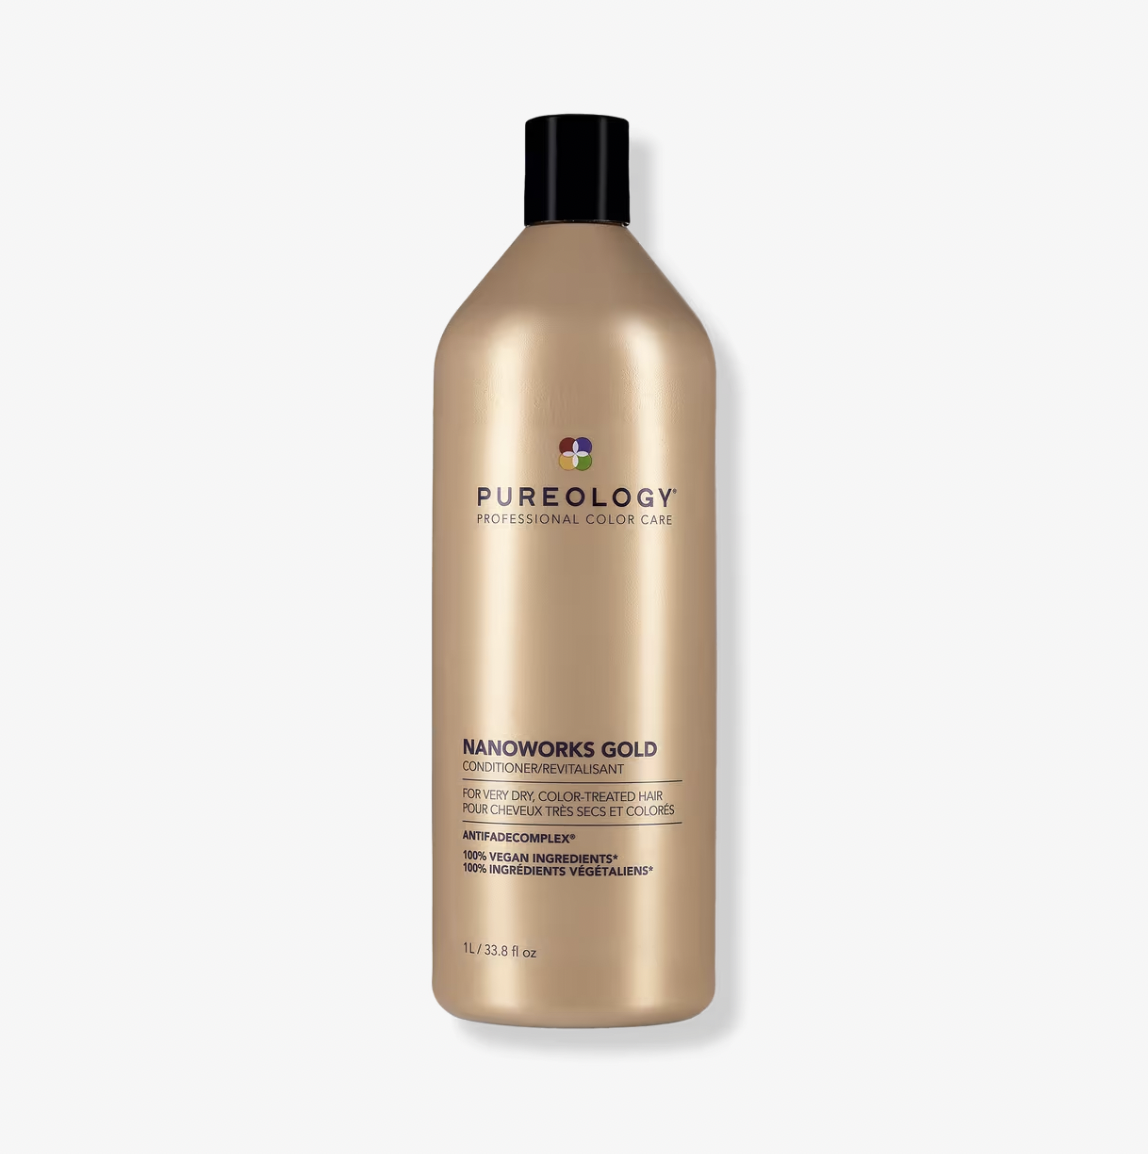 PUREOLOGY®
PROFESSIONAL COLOR CARE
NANOWORKS GOLD
CONDITIONER/REVITALISANT
FOR VERY DRY, COLOR-TREATED HAIR
POUR CHEVEUX TRÈS SECS ET COLORÉS
ANTIFADECOMPLEX®
100% VEGAN INGREDIENTS*
100% INGRÉDIENTS VÉGÉTALIENS*
1L / 33.8 fl oz